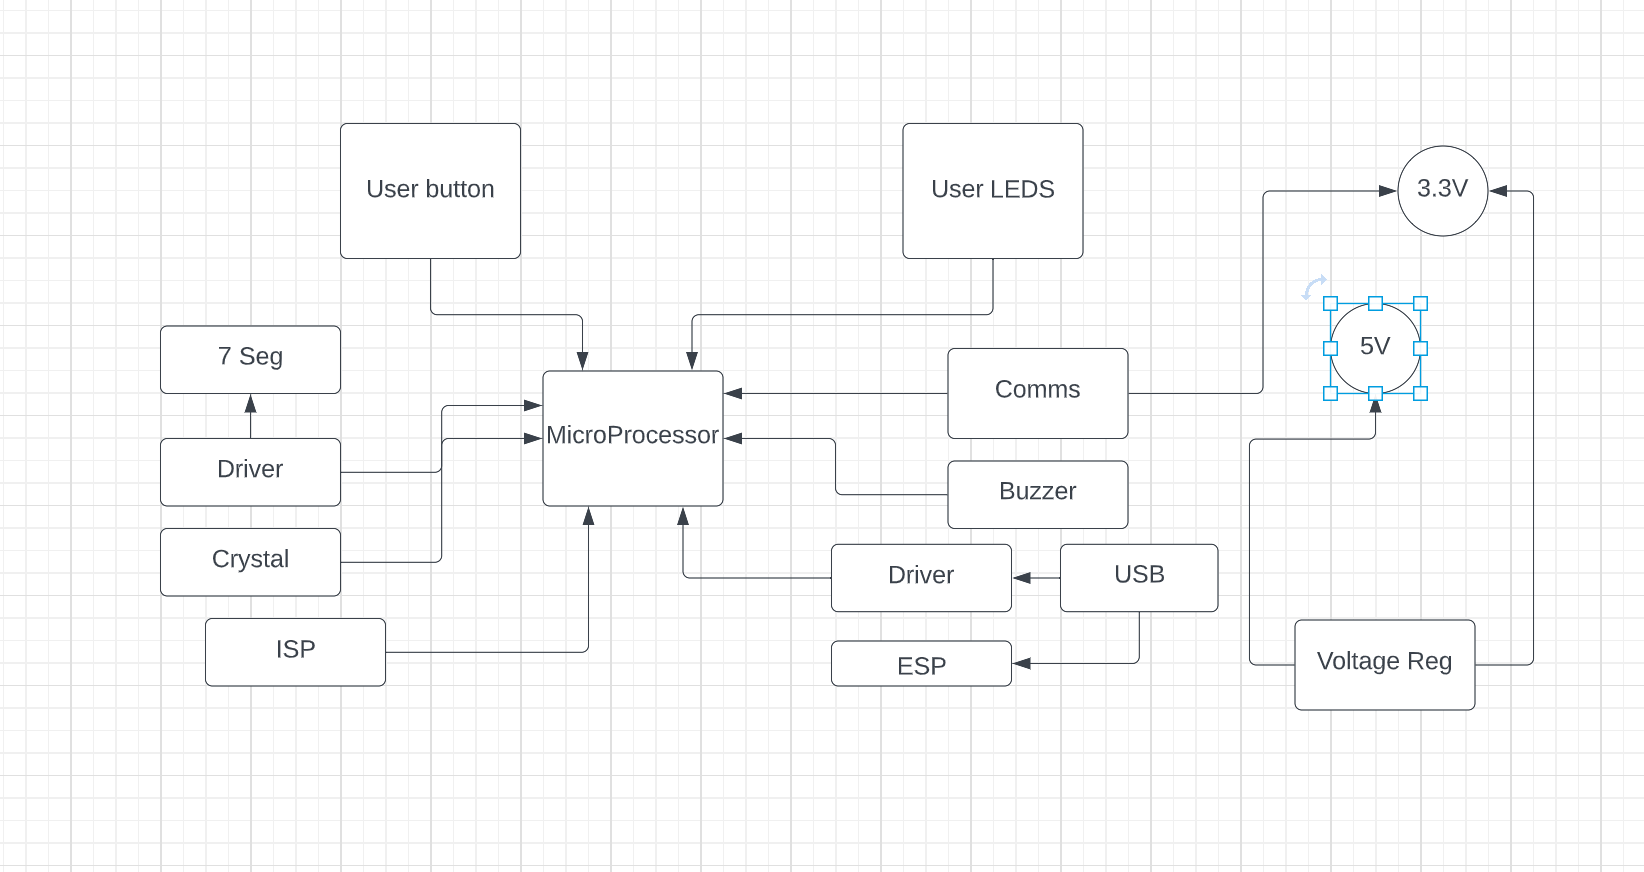 User button
User LEDS
3.3V
5V
7 Seg
Comms
MicroProcessor
Driver
Buzzer
Crystal
Driver
USB
ISP
ESP
Voltage Reg